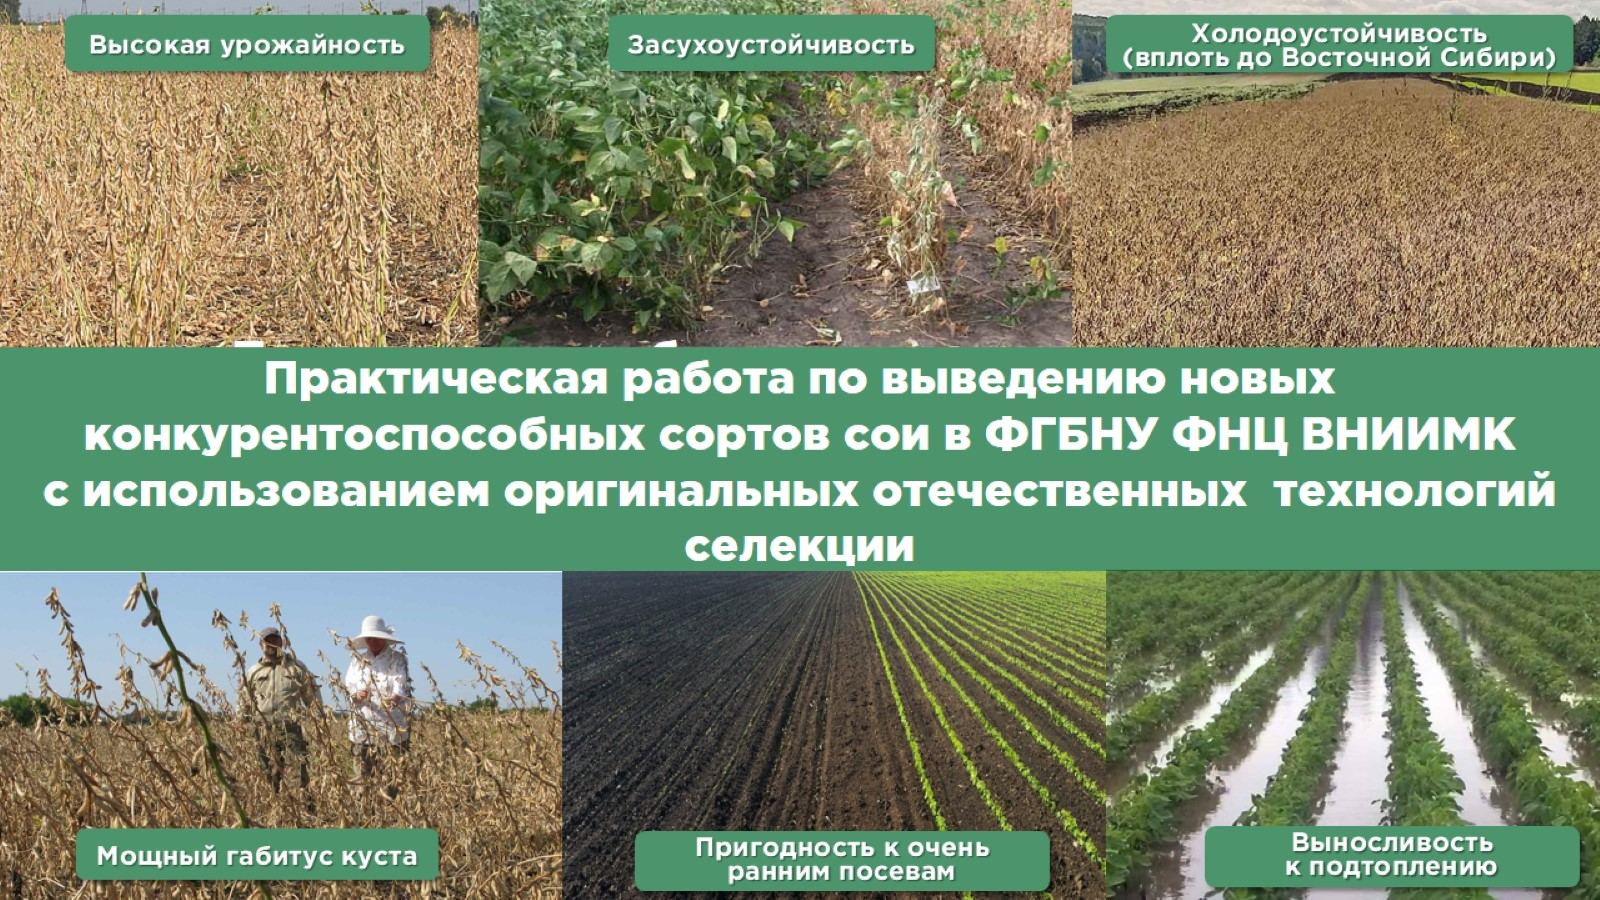 Высокая урожайность
Засухоустойчивость
Холодоустойчивость
(вплоть до Восточной Сибири)
Практическая работа по выведению новых
конкурентоспособных сортов сои в ФГБНУ ФНЦ ВНИИМК
с использованием оригинальных отечественных технологий
селекции
Мощный габитус куста
Пригодность к очень
ранним посевам
Выносливость
к подтоплению